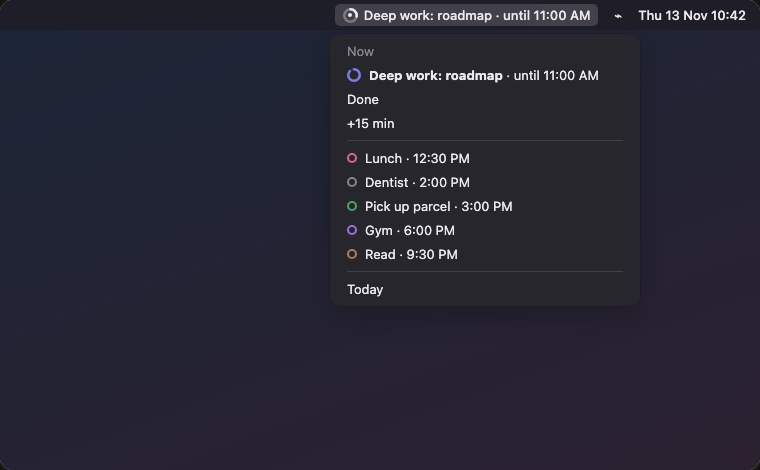 Deep work: roadmap · until 11:00 AM
Thu 13 Nov 10:42
Now
Deep work: roadmap · until 11:00 AM
Done
+15 min
Lunch · 12:30 PM
Dentist · 2:00 PM
Pick up parcel · 3:00 PM
Gym · 6:00 PM
Read · 9:30 PM
Today